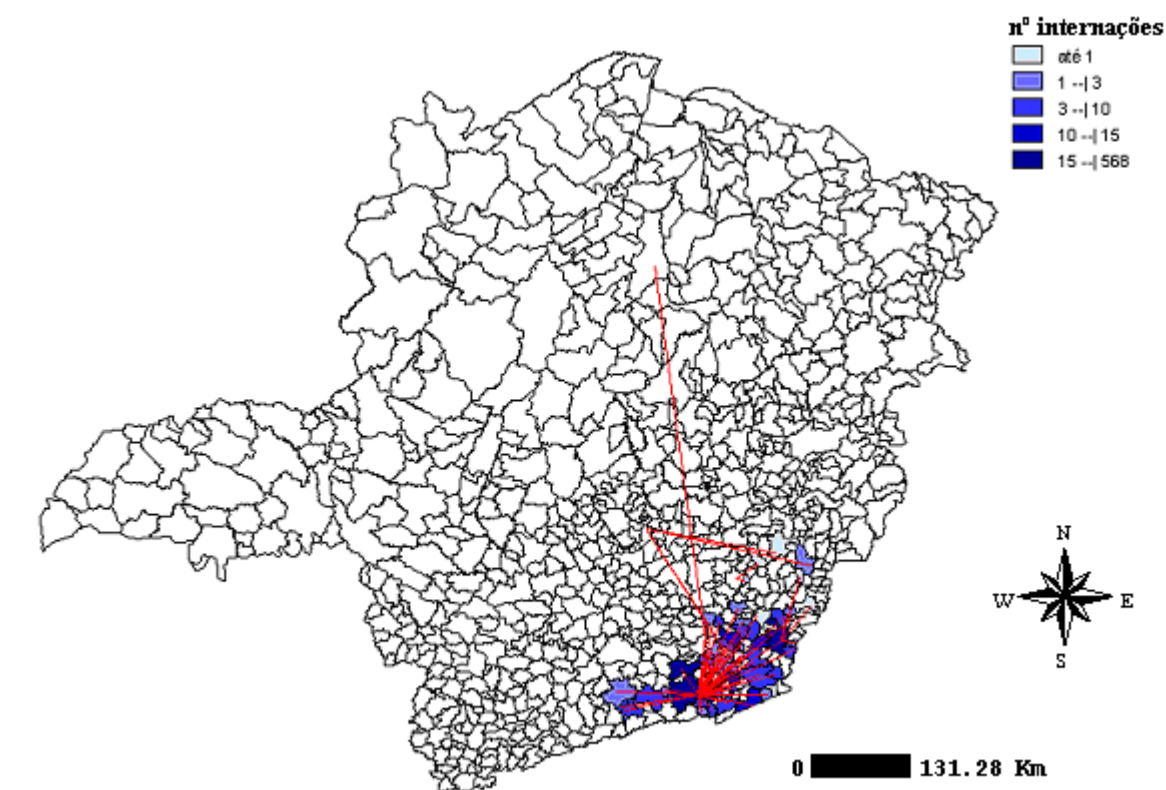 nº internações
até 1
1 --| 3
3 --| 10
10 --| 15
15 --| 568
N
W E
S
0 131.28 Km